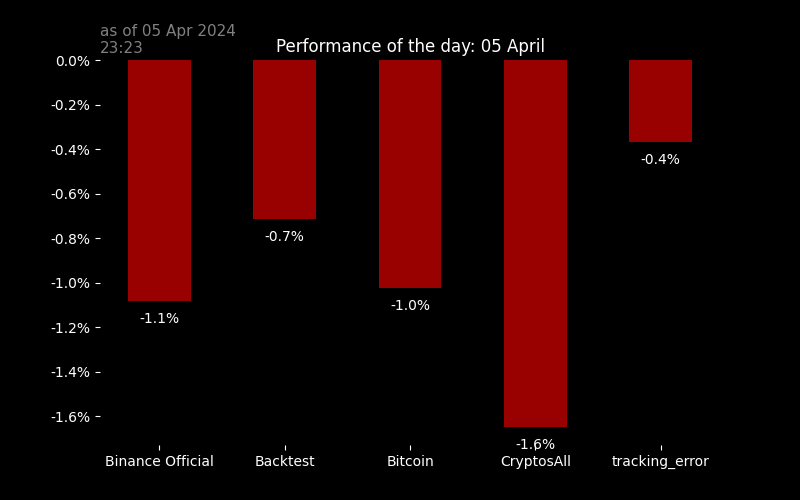 as of 05 Apr 2024
23:23
Performance of the day: 05 April
0.0%
-0.2%
-0.4%
-0.6%
-0.8%
-1.0%
-1.2%
-1.4%
-1.6%
-1.1%
-0.7%
-1.0%
-1.6%
-0.4%
Binance Official
Backtest
Bitcoin
CryptosAll
tracking_error